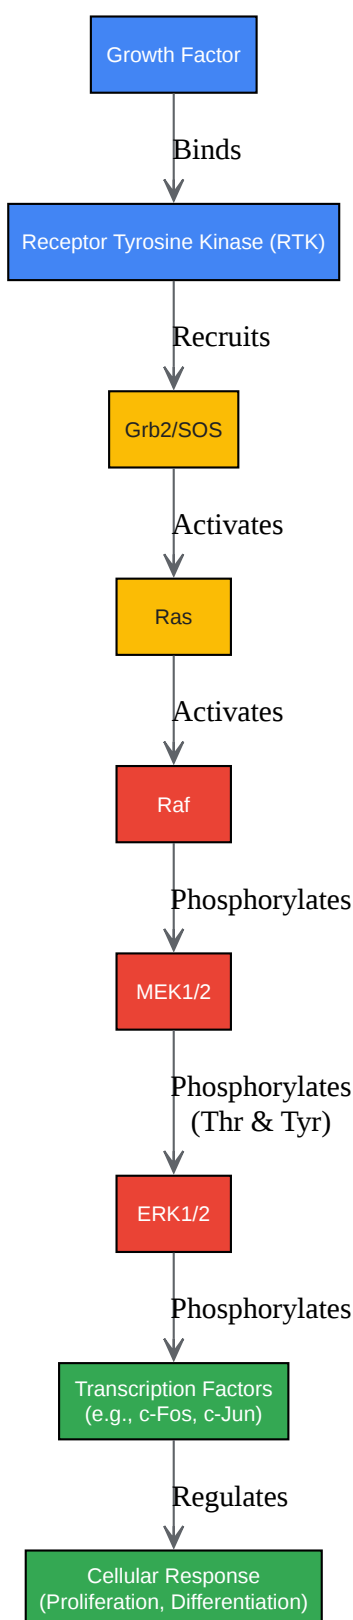 Growth Factor
Binds
Receptor Tyrosine Kinase (RTK)
Recruits
Grb2/SOS
Activates
Ras
Activates
Raf
Phosphorylates
MEK1/2
Phosphorylates
(Thr & Tyr)
ERK1/2
Phosphorylates
Transcription Factors
(e.g., c-Fos, c-Jun)
Regulates
Cellular Response
(Proliferation, Differentiation)